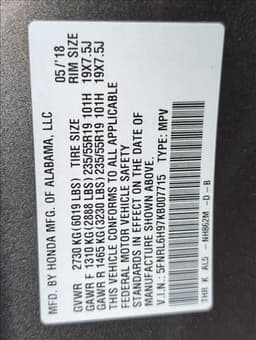 MFD. BY HONDA MFG. OF ALABAMA, LLC 05/'18
GVWR 2730 KG(6019 LBS) TIRE SIZE RIM SIZE
GAWR F 1310 KG(2888 LBS) 235/55R19 101H 19X7.5J
GAWR R 1465 KG(3230 LBS) 235/55R19 101H 19X7.5J
THIS VEHICLE CONFORMS TO ALL APPLICABLE
FEDERAL MOTOR VEHICLE SAFETY
STANDARDS IN EFFECT ON THE DATE OF
MANUFACTURE SHOWN ABOVE.
V.I.N.: 5FNRL6H97KB007715 TYPE: MPV
THR K AL5 - NH862M -D-B